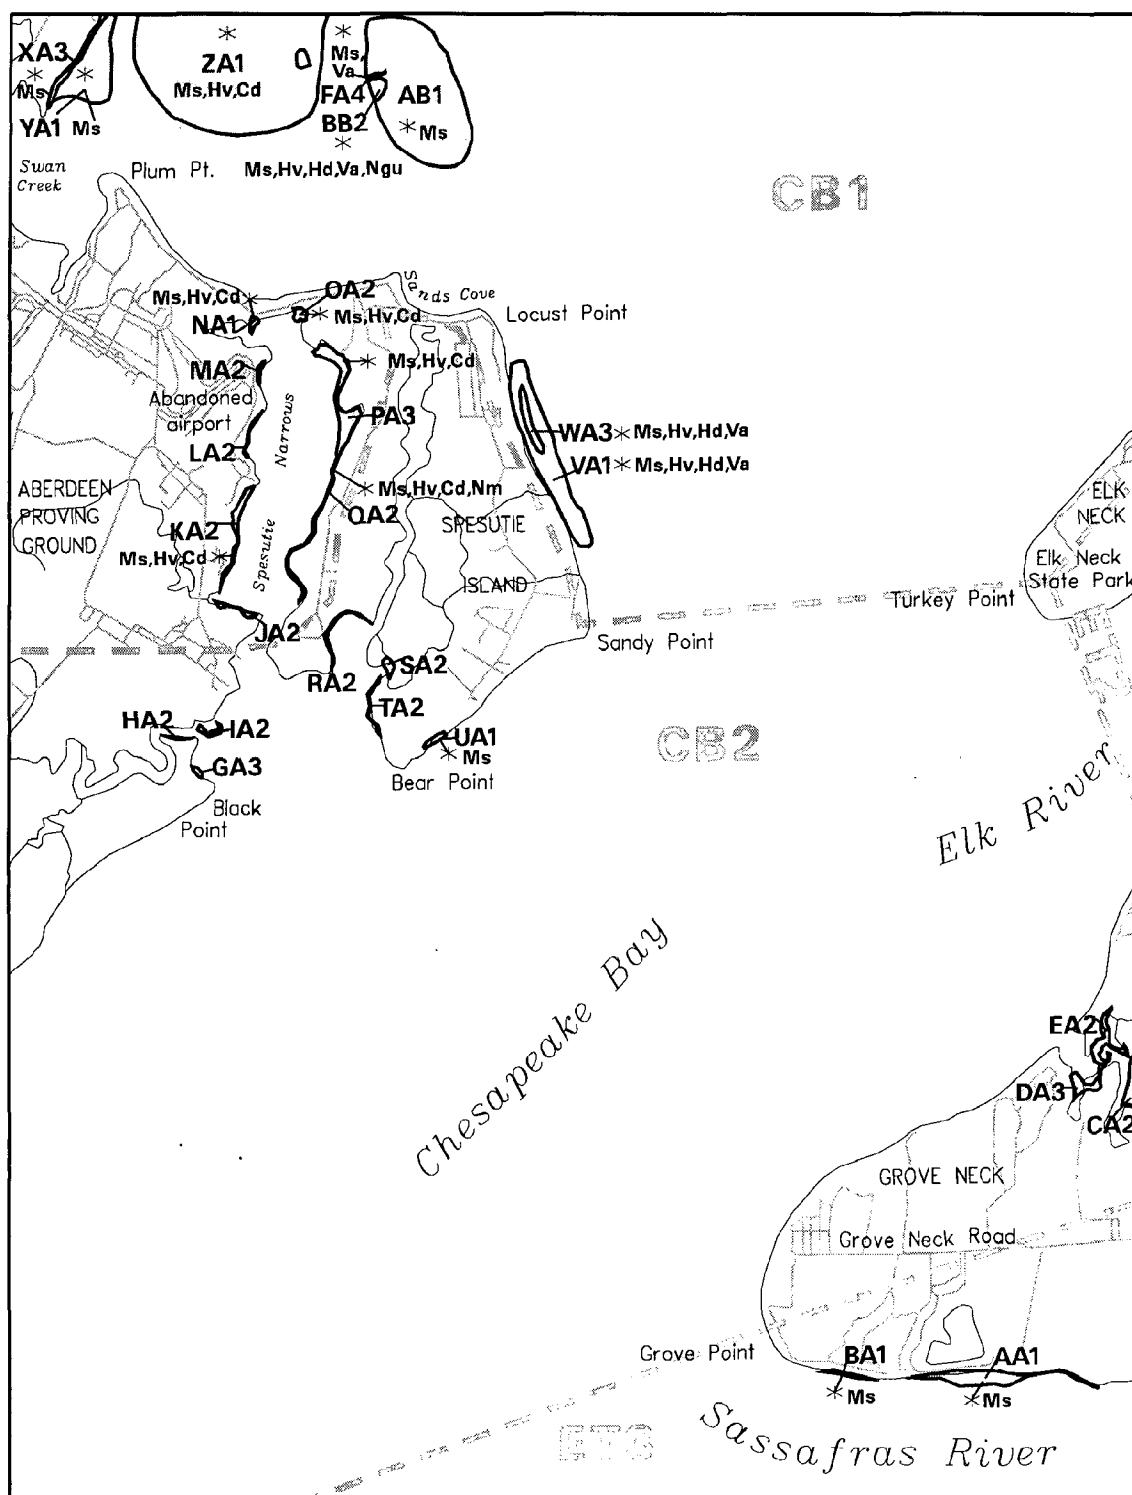 XA3
Ms
YA1 Ms
ZA1
Ms,Hv,Cd
Ms,
Va
FA4
BB2
AB1
Ms
Swan
Creek
Plum Pt.
Ms,Hv,Hd,Va,Ngu
CB1
Ms,Hv,Cd
NA1
OA2
Ms,Hv,Cd
Sands Cove
Locust Point
MA2
Ms,Hv,Cd
Abandoned
airport
PA3
LA2
Spesutie Narrows
WA3 Ms,Hv,Hd,Va
VA1 Ms,Hv,Hd,Va
ABERDEEN
PROVING
GROUND
Ms,Hv,Cd,Nm
QA2
KA2
Ms,Hv,Cd
SPESUTIE
ISLAND
ELK
NECK
Elk Neck
State Park
Turkey Point
JA2
Sandy Point
RA2
SA2
TA2
HA2
IA2
UA1
Ms
GA3
Bear Point
Black
Point
CB2
Elk River
Chesapeake Bay
EA2
DA3
CA2
GROVE NECK
Grove Neck Road
Grove Point
BA1
Ms
AA1
Ms
Sassafras River